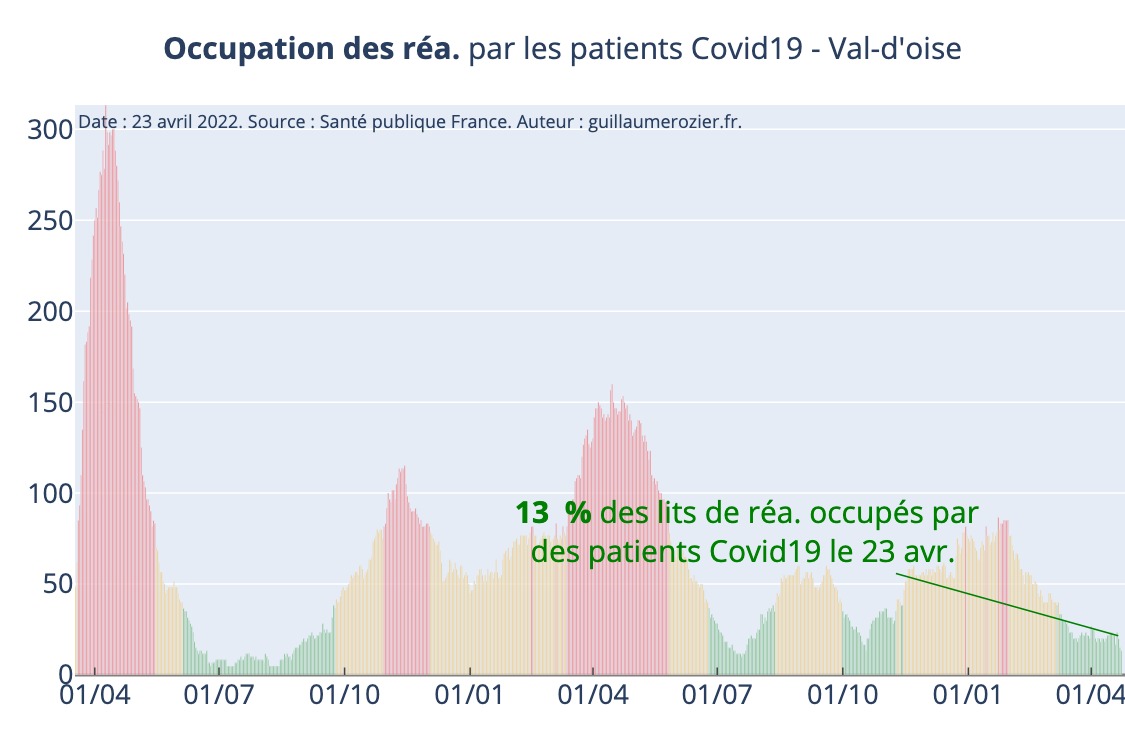 Occupation des réa. par les patients Covid19 - Val-d'oise
Date : 23 avril 2022. Source : Santé publique France. Auteur : guillaumerozier.fr.
300
250
200
150
100
50
0
13 % des lits de réa. occupés par
des patients Covid19 le 23 avr.
01/04 01/07 01/10 01/01 01/04 01/07 01/10 01/01 01/04